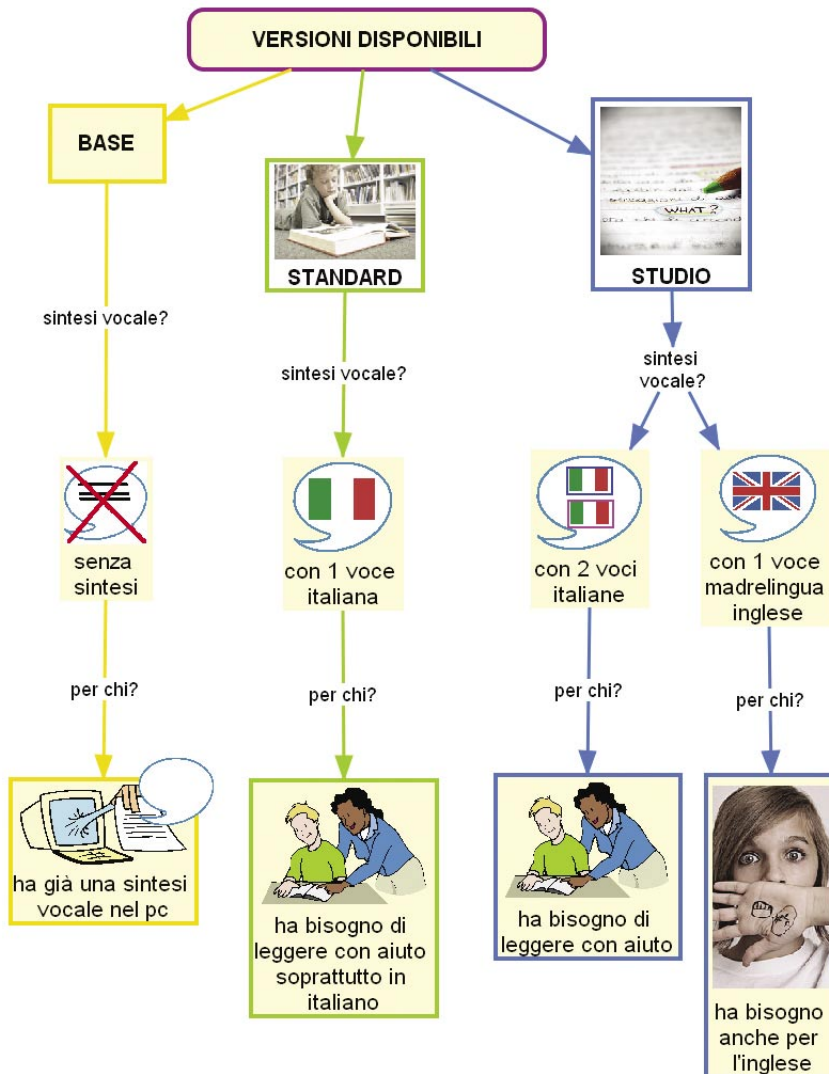 VERSIONI DISPONIBILI
BASE
STANDARD
WHAT?
STUDIO
sintesi vocale?
sintesi vocale?
sintesi
vocale?
senza
sintesi
con 1 voce
italiana
con 2 voci
italiane
con 1 voce
madrelingua
inglese
per chi?
per chi?
per chi?
per chi?
ha già una sintesi
vocale nel pc
ha bisogno di
leggere con aiuto
soprattutto in
italiano
ha bisogno di
leggere con aiuto
ha bisogno
anche per
l'inglese